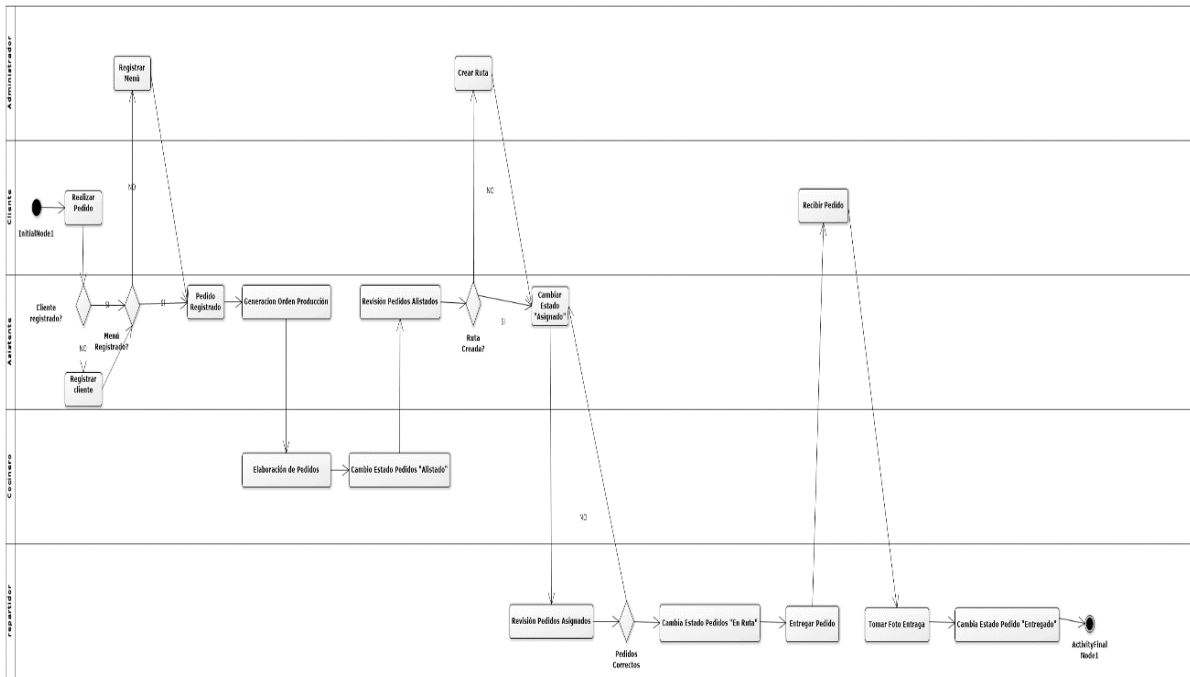 Administrador
Registrar
Menú
Crear Ruta
NO
NO
Cliente
Realizar
Pedido
InitialNode1
Recibir Pedido
Asistente
Cliente
registrado?
SI
Menú
Registrado?
SI
NO
Registrar
cliente
Pedido
Registrado
Generacion Orden Producción
Revisión Pedidos Alistados
Ruta
Creada?
SI
Cambiar
Estado
"Asignado"
Cocinero
Elaboración de Pedidos
Cambio Estado Pedidos "Alistado"
NO
repartidor
Revisión Pedidos Asignados
Pedidos
Correctos
Cambia Estado Pedidos "En Ruta"
Entregar Pedido
Tomar Foto Entraga
Cambia Estado Pedido "Entregado"
ActivityFinal
Node1